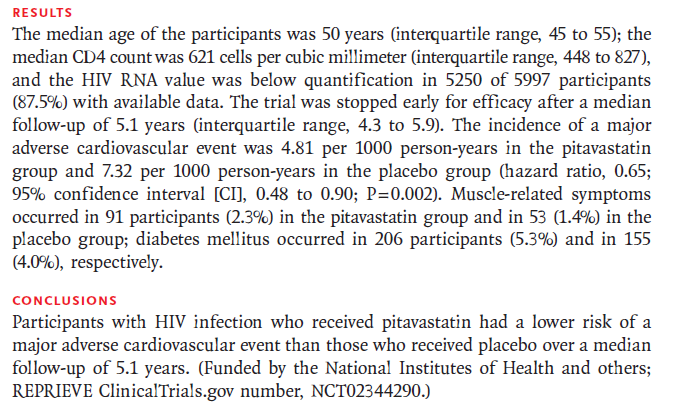 RESULTS
The median age of the participants was 50 years (interquartile range, 45 to 55); the
median CD4 count was 621 cells per cubic millimeter (interquartile range, 448 to 827),
and the HIV RNA value was below quantification in 5250 of 5997 participants
(87.5%) with available data. The trial was stopped early for efficacy after a median
follow-up of 5.1 years (interquartile range, 4.3 to 5.9). The incidence of a major
adverse cardiovascular event was 4.81 per 1000 person-years in the pitavastatin
group and 7.32 per 1000 person-years in the placebo group (hazard ratio, 0.65;
95% confidence interval [CI], 0.48 to 0.90; P=0.002). Muscle-related symptoms
occurred in 91 participants (2.3%) in the pitavastatin group and in 53 (1.4%) in the
placebo group; diabetes mellitus occurred in 206 participants (5.3%) and in 155
(4.0%), respectively.
CONCLUSIONS
Participants with HIV infection who received pitavastatin had a lower risk of a
major adverse cardiovascular event than those who received placebo over a median
follow-up of 5.1 years. (Funded by the National Institutes of Health and others;
REPRIEVE ClinicalTrials.gov number, NCT02344290.)